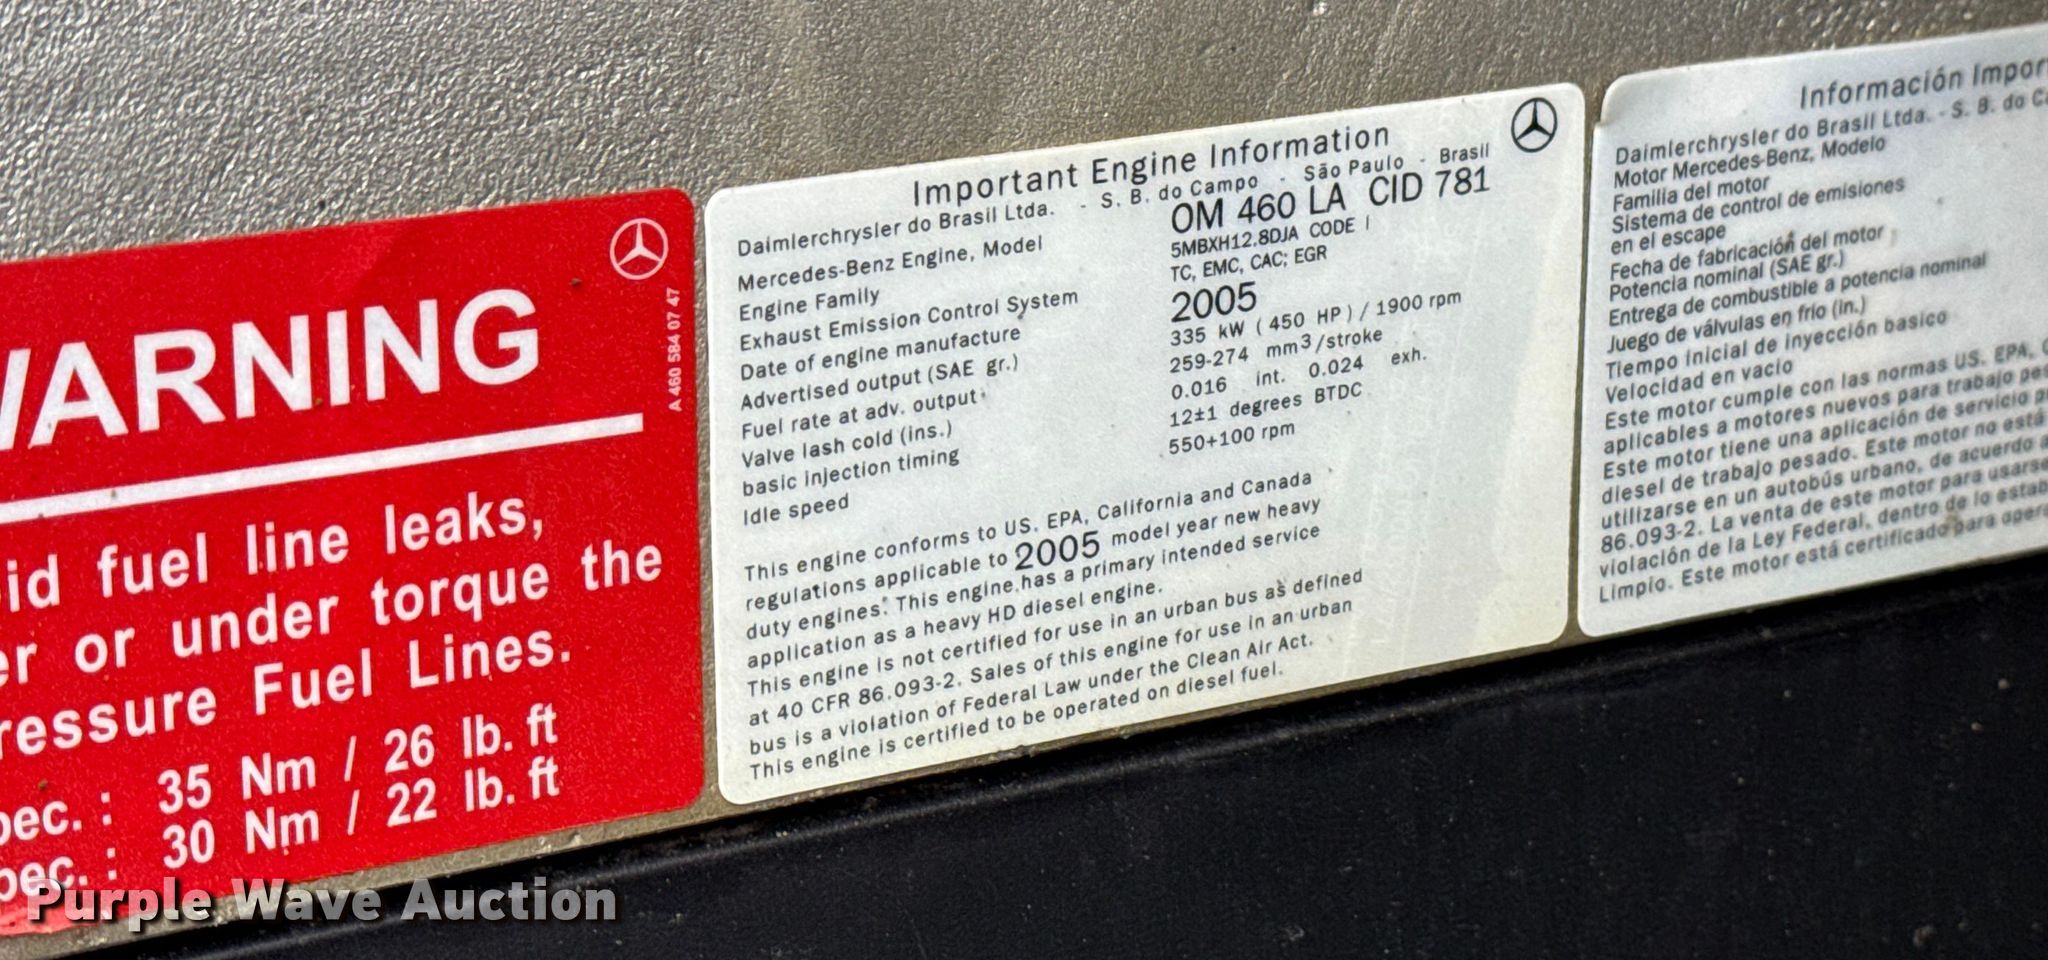 WARNING
id fuel line leaks,
er or under torque the
ressure Fuel Lines.
pec. : 35 Nm / 26 lb. ft
pec. : 30 Nm / 22 lb. ft
A 460 584 07 47
Important Engine Information
Daimlerchrysler do Brasil Ltda. - S. B. do Campo - São Paulo - Brasil
Mercedes-Benz Engine, Model OM 460 LA CID 781
Engine Family 5MBXH12.8DJA CODE I
Exhaust Emission Control System TC, EMC, CAC; EGR
Date of engine manufacture 2005
Advertised output (SAE gr.) 335 kW ( 450 HP ) / 1900 rpm
Fuel rate at adv. output 259-274 mm3/stroke
Valve lash cold (ins.) 0.016 int. 0.024 exh.
basic injection timing 12±1 degrees BTDC
Idle speed 550+100 rpm
This engine conforms to US. EPA, California and Canada
regulations applicable to 2005 model year new heavy
duty engines. This engine has a primary intended service
application as a heavy HD diesel engine.
This engine is not certified for use in an urban bus as defined
at 40 CFR 86.093-2. Sales of this engine for use in an urban
bus is a violation of Federal Law under the Clean Air Act.
This engine is certified to be operated on diesel fuel.
Información Impor
Daimlerchrysler do Brasil Ltda. - S. B. do C
Motor Mercedes-Benz, Modelo
Familia del motor
Sistema de control de emisiones
en el escape
Fecha de fabricación del motor
Potencia nominal (SAE gr.)
Entrega de combustible a potencia nominal
Juego de válvulas en frío (in.)
Tiempo inicial de inyección basico
Velocidad en vacio
Este motor cumple con las normas US. EPA,
aplicables a motores nuevos para trabajo pes
Este motor tiene una aplicación de servicio p
diesel de trabajo pesado. Este motor no está
utilizarse en un autobús urbano, de acuerdo a
86.093-2. La venta de este motor para usarse
violación de la Ley Federal, dentro de lo estab
Limpio. Este motor está certificado para opera
Purple Wave Auction